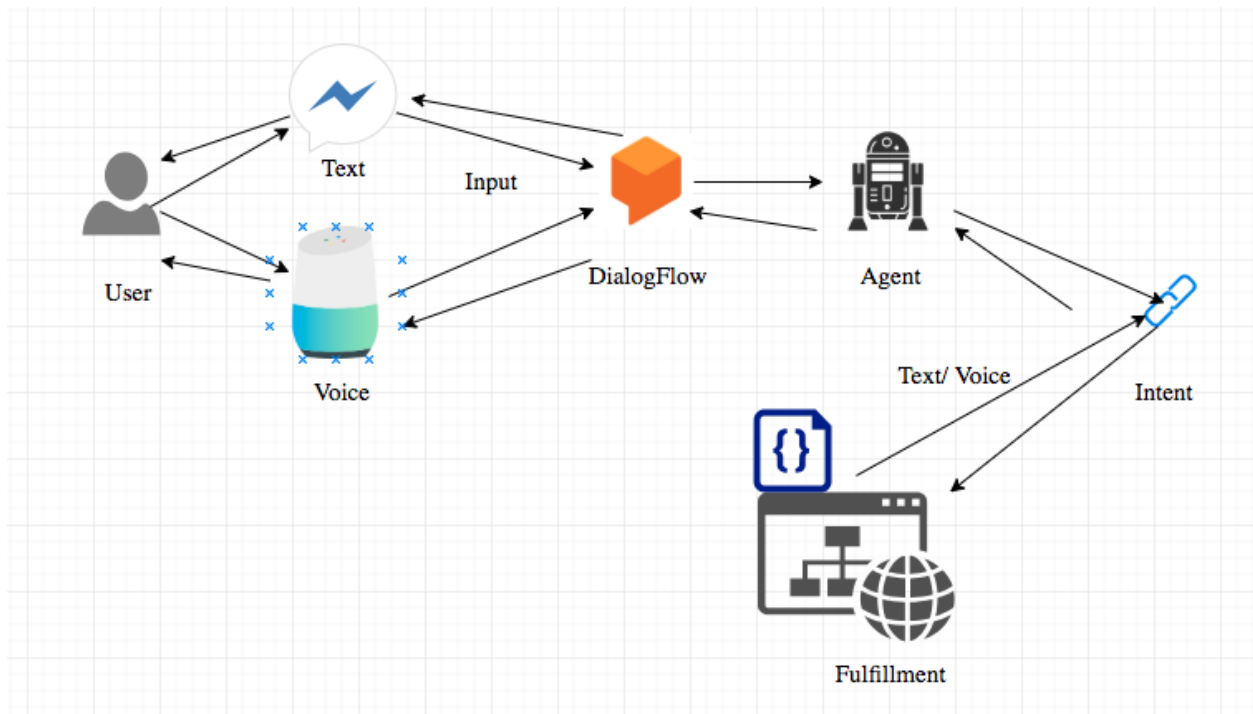 Text
Input
User
DialogFlow
Agent
Voice
Text/ Voice
Intent
{}
Fulfillment